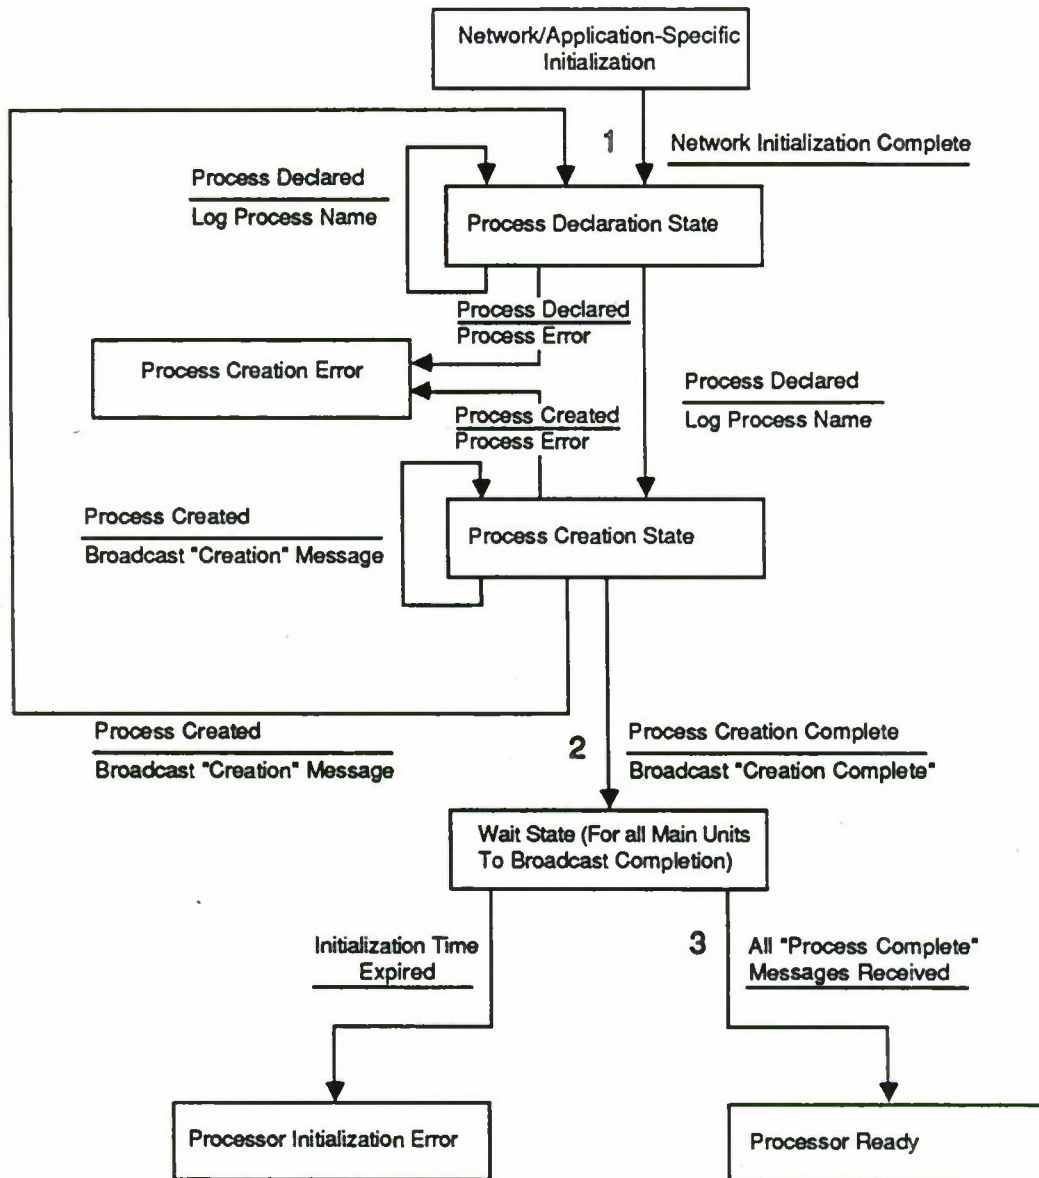 Network/Application-Specific
Initialization
1
Network Initialization Complete
Process Declared
Log Process Name
Process Declaration State
Process Declared
Process Error
Process Creation Error
Process Declared
Log Process Name
Process Created
Process Error
Process Created
Broadcast "Creation" Message
Process Creation State
Process Created
Broadcast "Creation" Message
2
Process Creation Complete
Broadcast "Creation Complete"
Wait State (For all Main Units
To Broadcast Completion)
Initialization Time
Expired
3
All "Process Complete"
Messages Received
Processor Initialization Error
Processor Ready